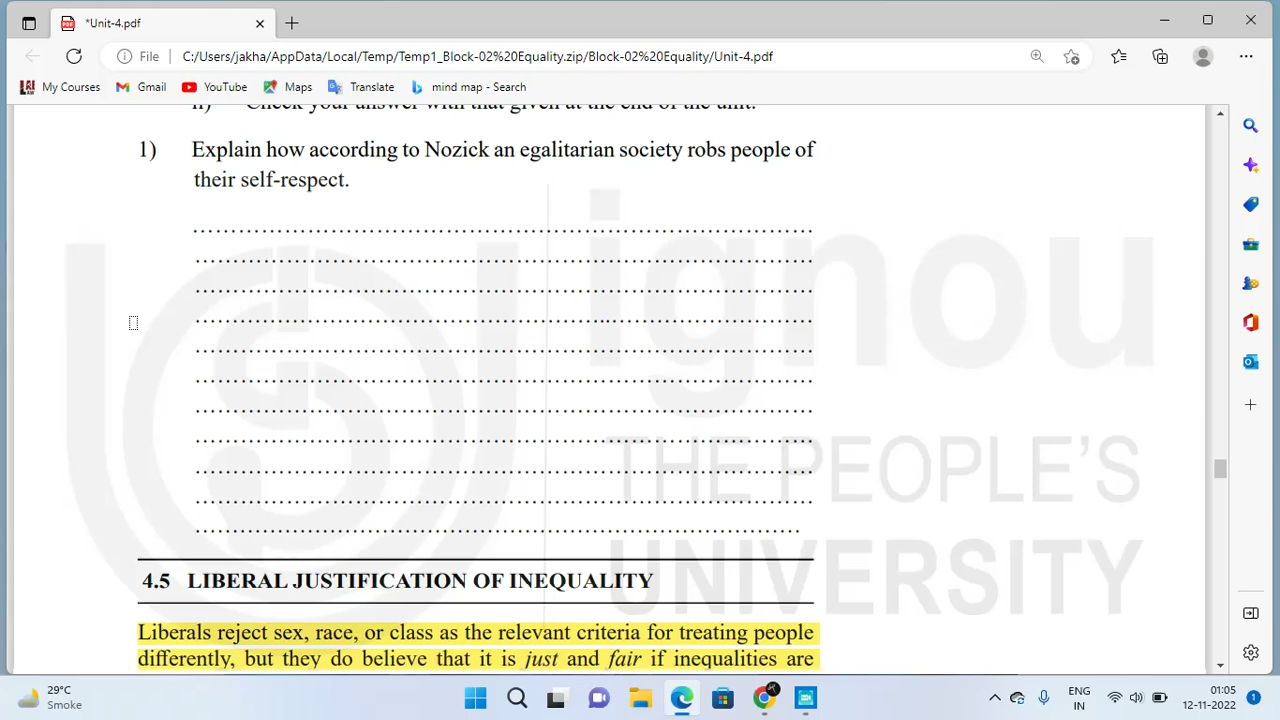 *Unit-4.pdf
File C:/Users/jakha/AppData/Local/Temp/Temp1_Block-02%20Equality.zip/Block-02%20Equality/Unit-4.pdf
My Courses Gmail YouTube Maps Translate mind map - Search
ii) Check your answer with that given at the end of the unit.
1) Explain how according to Nozick an egalitarian society robs people of
their self-respect.
ignou
THE PEOPLE'S
UNIVERSITY
4.5 LIBERAL JUSTIFICATION OF INEQUALITY
Liberals reject sex, race, or class as the relevant criteria for treating people
differently, but they do believe that it is just and fair if inequalities are
29°C
Smoke
ENG
IN
01:05
12-11-2022
1